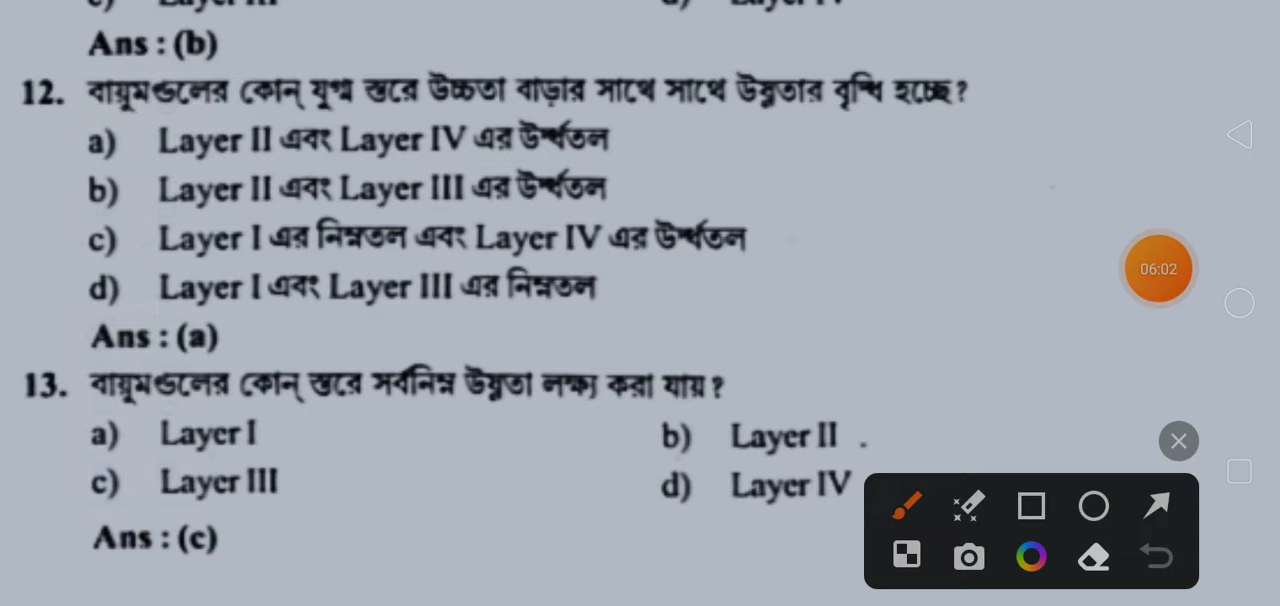 Ans : (b)
12. বায়ুমণ্ডলের কোন্ যুগ্ম স্তরে উচ্চতা বাড়ার সাথে সাথে উষ্ণতার বৃদ্ধি হচ্ছে?
a) Layer II এবং Layer IV এর ঊর্ধ্বতল
b) Layer II এবং Layer III এর ঊর্ধ্বতল
c) Layer I এর নিম্নতল এবং Layer IV এর ঊর্ধ্বতল
d) Layer I এবং Layer III এর নিম্নতল
Ans : (a)
13. বায়ুমণ্ডলের কোন্ স্তরে সর্বনিম্ন উষ্ণতা লক্ষ্য করা যায়?
a) Layer I b) Layer II .
c) Layer III d) Layer IV
Ans : (c)
06:02